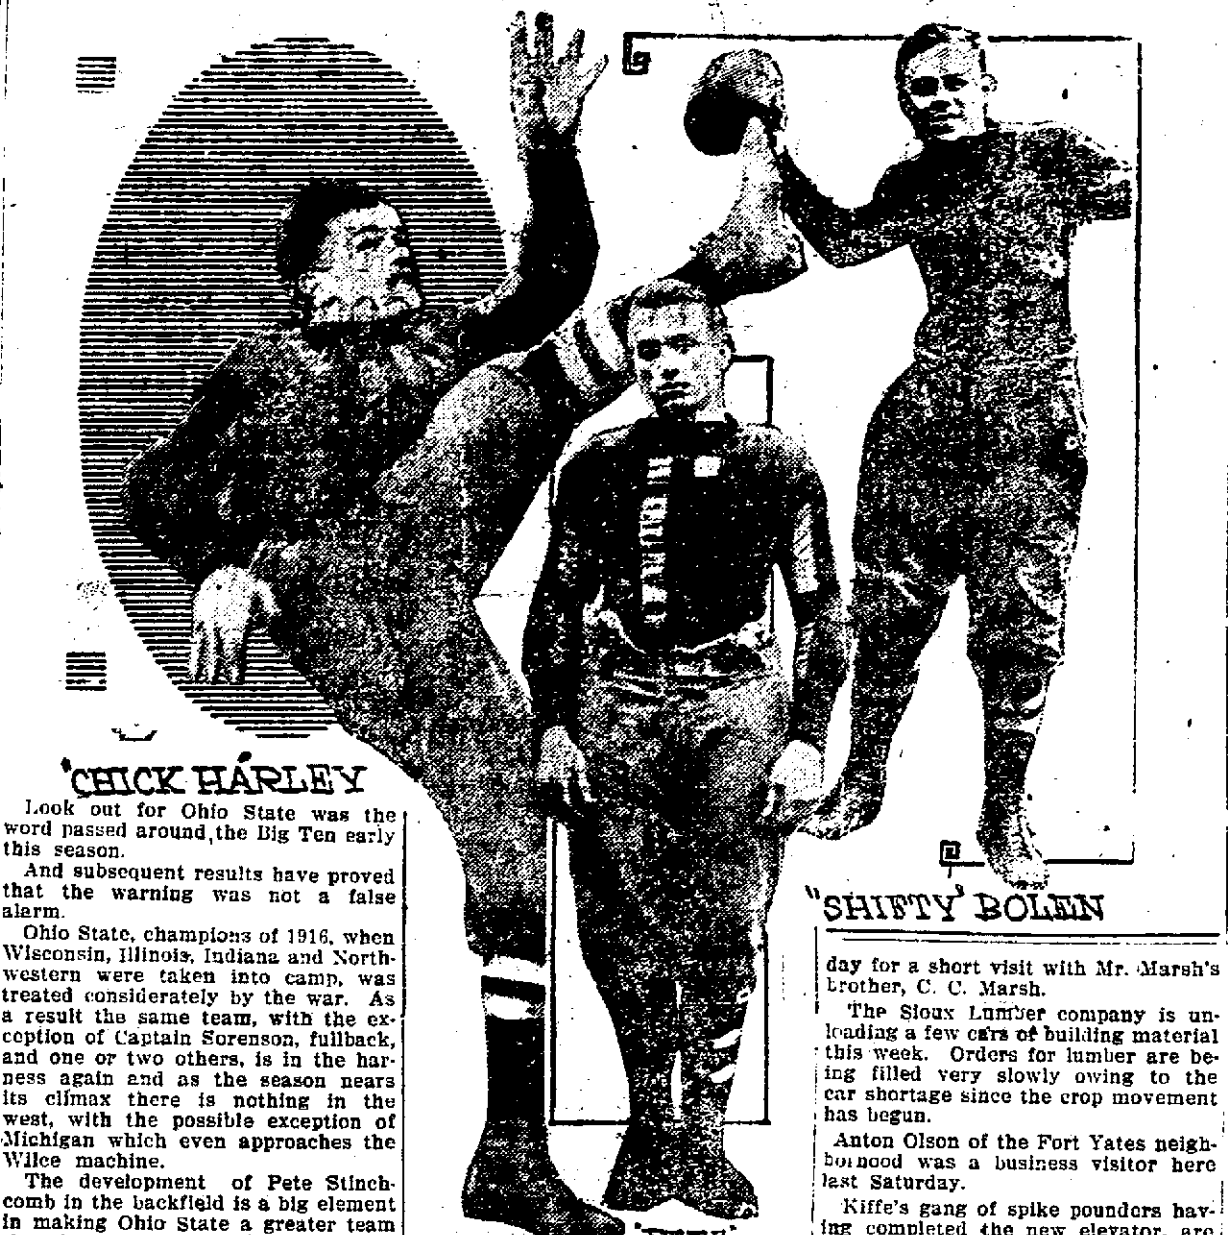 "CHICK HARLEY
Look out for Ohio State was the
word passed around, the Big Ten early
this season.
And subsequent results have proved
that the warning was not a false
alarm.
Ohio State, champions of 1916, when
Wisconsin, Illinois, Indiana and North-
western were taken into camp, was
treated considerately by the war. As
a result the same team, with the ex-
ception of Captain Sorenson, fullback,
and one or two others, is in the har-
ness again and as the season nears
its climax there is nothing in the
west, with the possible exception of
Michigan which even approaches the
Wilce machine.
The development of Pete Stinch-
comb in the backfield is a big element
in making Ohio State a greater team
"SHIFTY" BOLEN
day for a short visit with Mr. Marsh's
brother, C. C. Marsh.
The Sioux Lumber company is un-
loading a few cars of building material
this week. Orders for lumber are be-
ing filled very slowly owing to the
car shortage since the crop movement
has begun.
Anton Olson of the Fort Yates neigh-
borhood was a business visitor here
last Saturday.
Kiffe's gang of spike pounders hav-
ing completed the new elevator, are